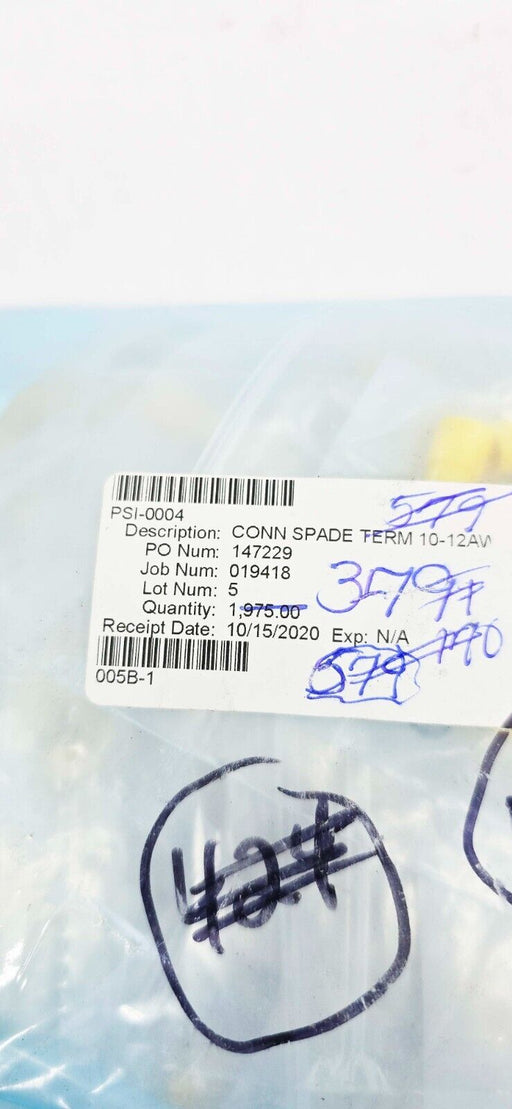 PSI-0004
579
Description: CONN SPADE TERM 10-12AW
PO Num: 147229
Job Num: 019418
Lot Num: 5
Quantity: 1,975.00
Receipt Date: 10/15/2020 Exp: N/A
579
005B-1
424